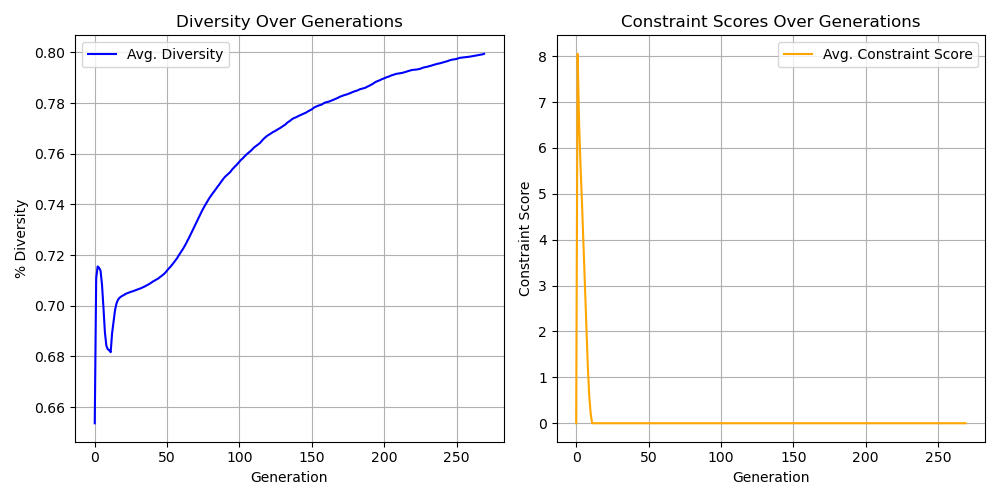 Diversity Over Generations
Avg. Diversity
% Diversity
0.80
0.78
0.76
0.74
0.72
0.70
0.68
0.66
0 50 100 150 200 250
Generation
Constraint Scores Over Generations
Avg. Constraint Score
Constraint Score
8
7
6
5
4
3
2
1
0
0 50 100 150 200 250
Generation